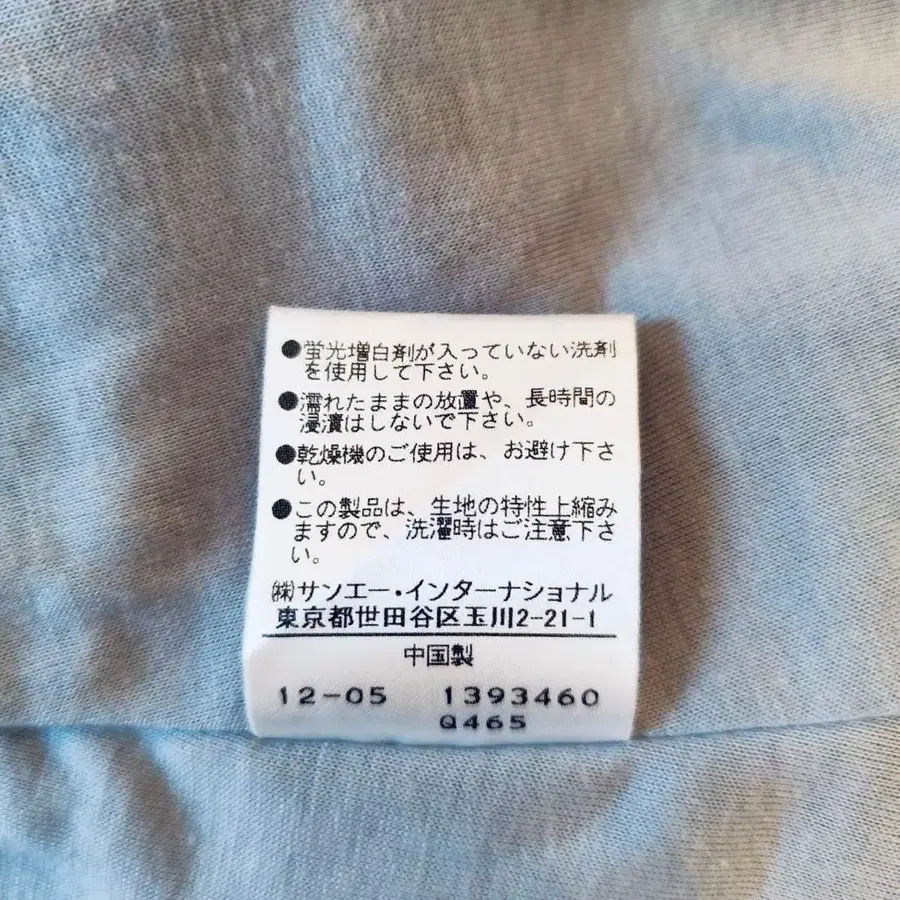 ●蛍光増白剤が入っていない洗剤
を使用して下さい。
●濡れたままの放置や、長時間の
浸漬はしないで下さい。
●乾燥機のご使用は、お避け下さ
い。
●この製品は、生地の特性上縮み
ますので、洗濯時はご注意下さ
い。
㈱サンエー・インターナショナル
東京都世田谷区玉川2-21-1
中国製
12-05 1393460
Q465